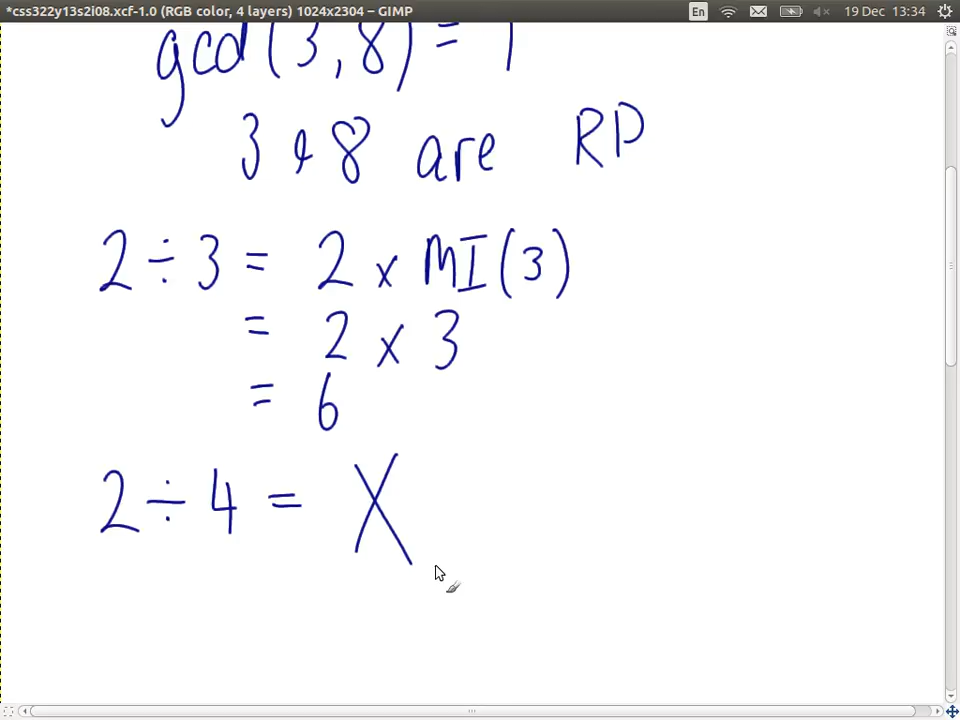 *css322y13s2i08.xcf-1.0 (RGB color, 4 layers) 1024x2304 – GIMP En 19 Dec 13:34
gcd(3,8) = 1
3 & 8 are RP
2 ÷ 3 = 2 x MI(3)
= 2 x 3
= 6
2 ÷ 4 = X